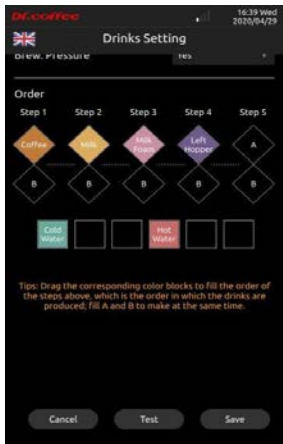 Dr.coffee
16:39 Wed
2020/04/29
Drinks Setting
Brew. Pressure Yes
Order
Step 1 Step 2 Step 3 Step 4 Step 5
Coffee Milk Milk Foam Left Hopper A
B B B B B
Cold Water Hot Water
Tips: Drag the corresponding color blocks to fill the order of
the steps above, which is the order in which the drinks are
produced; fill A and B to make at the same time.
Cancel Test Save